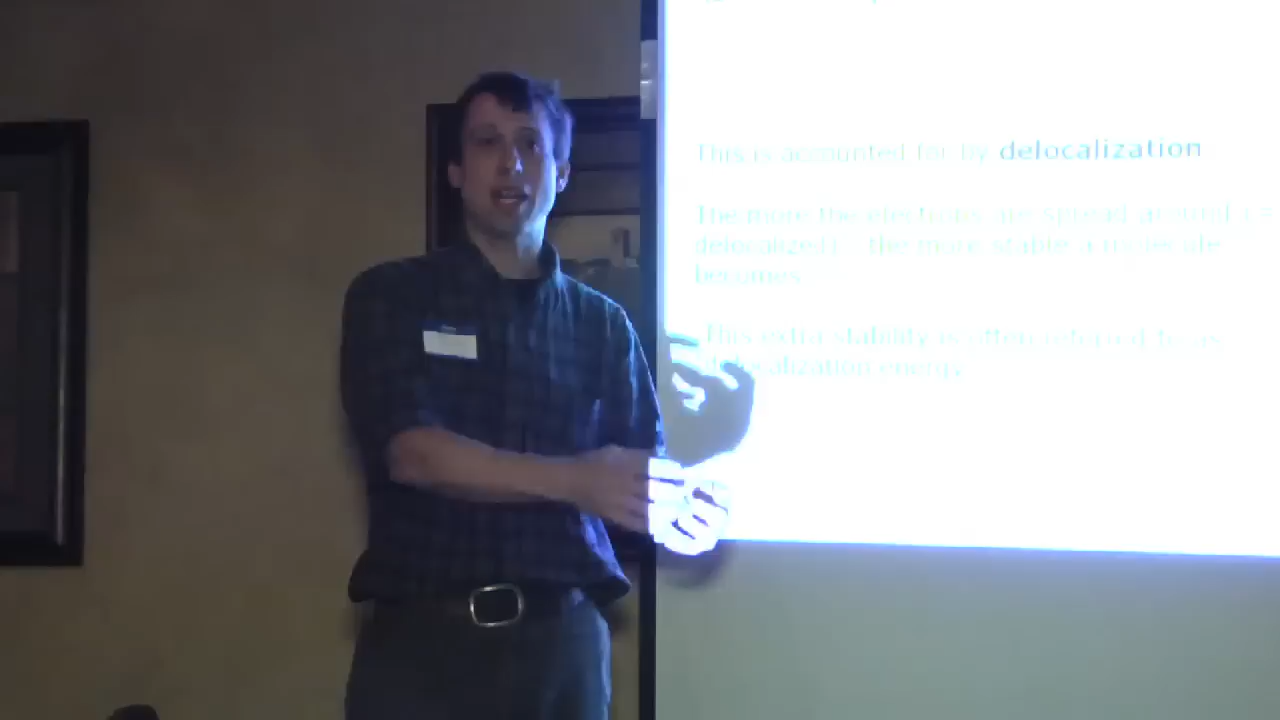 This is accounted for by delocalization
The more the electrons are spread around
delocalized the more stable a molecule
becomes
This extra stability is often referred to as
delocalization energy